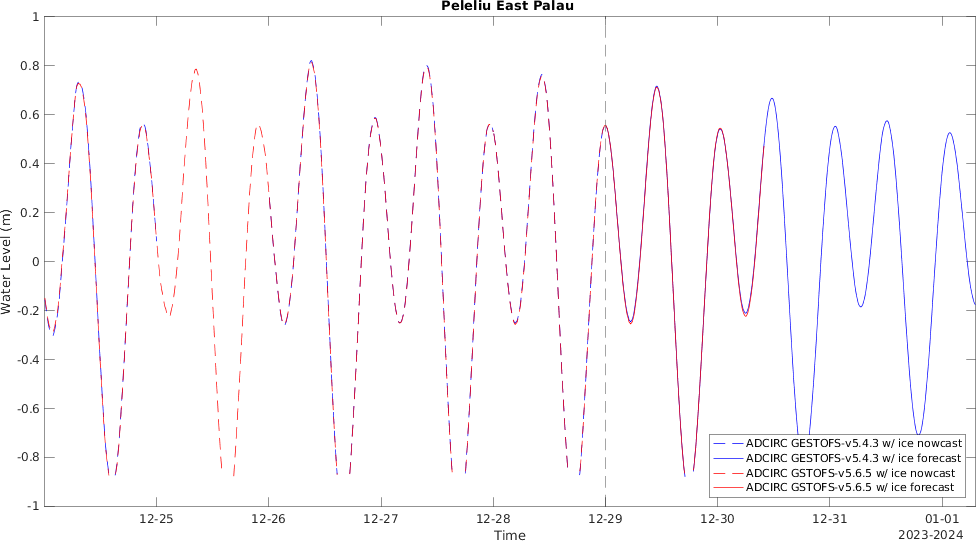 Peleliu East Palau
Water Level (m)
1
0.8
0.6
0.4
0.2
0
-0.2
-0.4
-0.6
-0.8
-1
12-25
12-26
12-27
12-28
12-29
12-30
12-31
01-01
Time
2023-2024
ADCIRC GESTOFS-v5.4.3 w/ ice nowcast
ADCIRC GESTOFS-v5.4.3 w/ ice forecast
ADCIRC GSTOFS-v5.6.5 w/ ice nowcast
ADCIRC GSTOFS-v5.6.5 w/ ice forecast